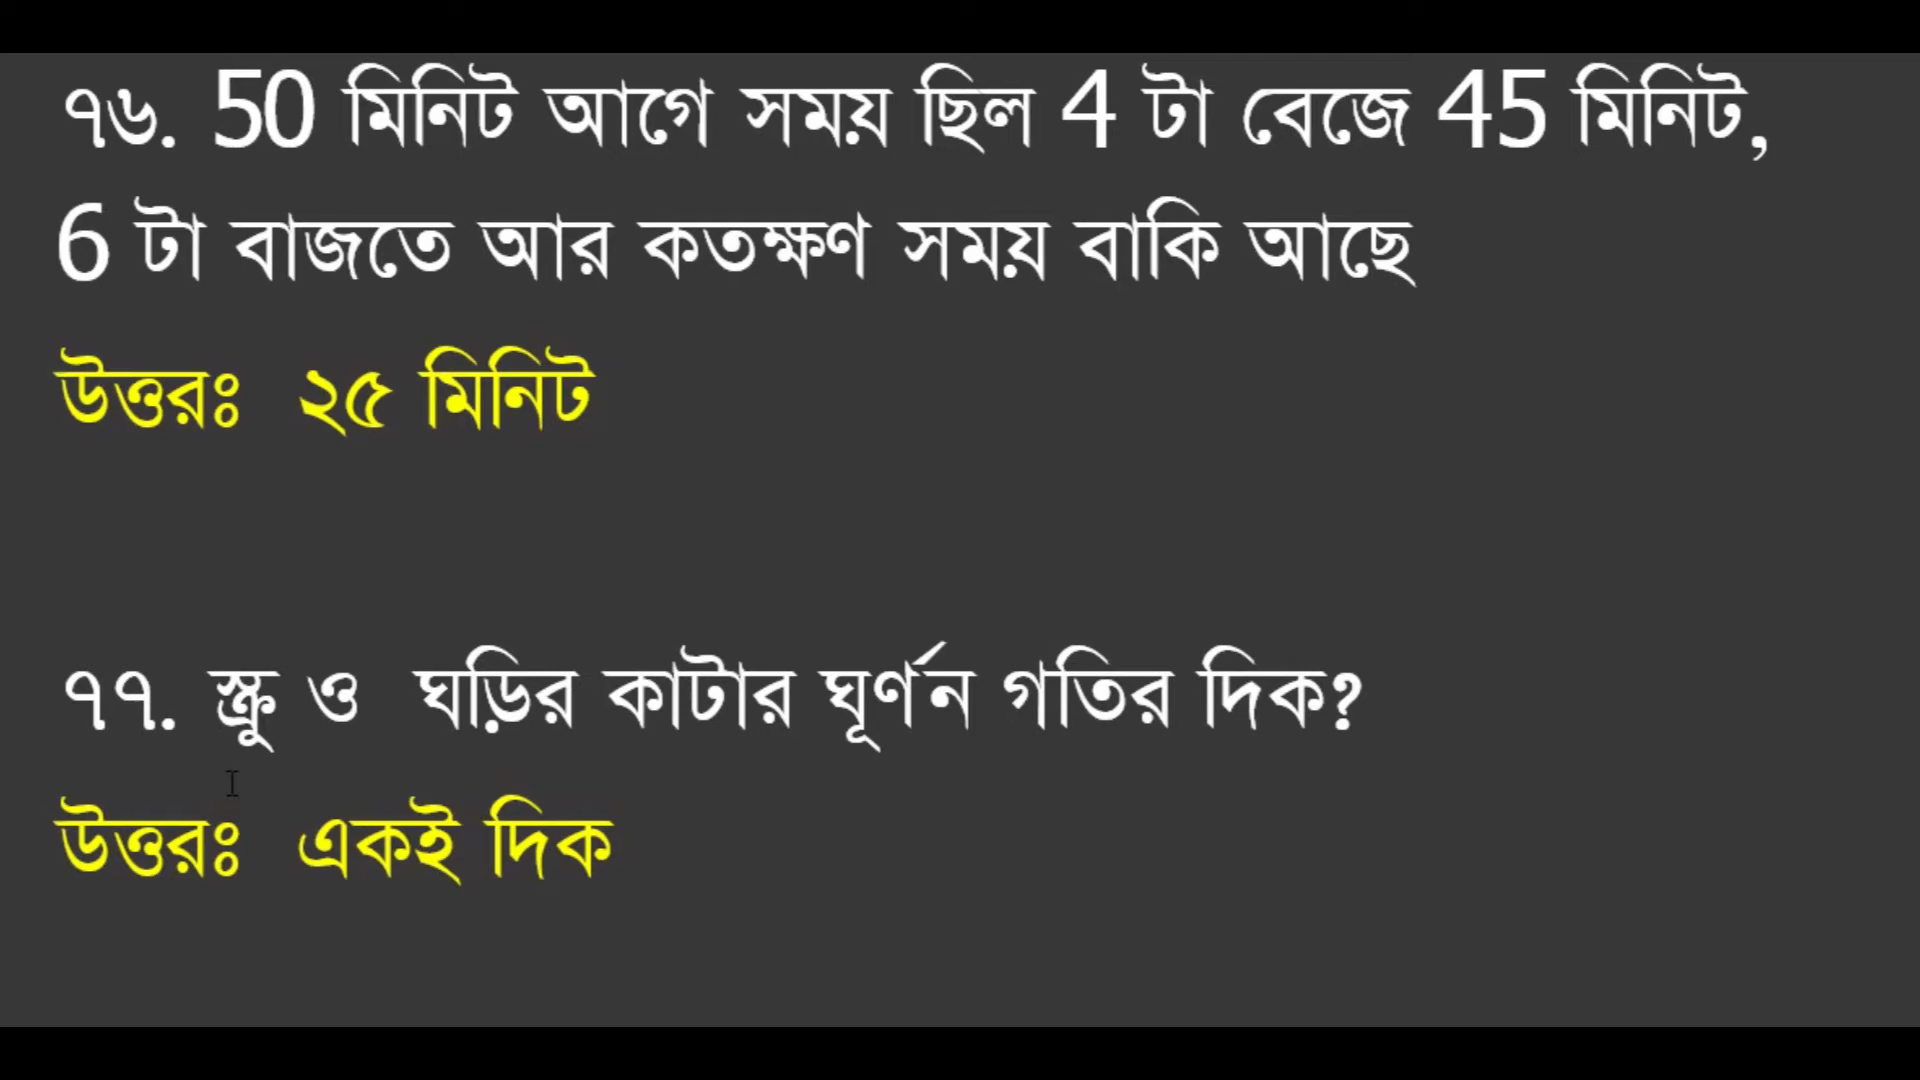 ৭৬. 50 মিনিট আগে সময় ছিল 4 টা বেজে 45 মিনিট,
6 টা বাজতে আর কতক্ষণ সময় বাকি আছে
উত্তরঃ ২৫ মিনিট
৭৭. স্ক্রু ও ঘড়ির কাটার ঘূর্ণন গতির দিক?
উত্তরঃ একই দিক